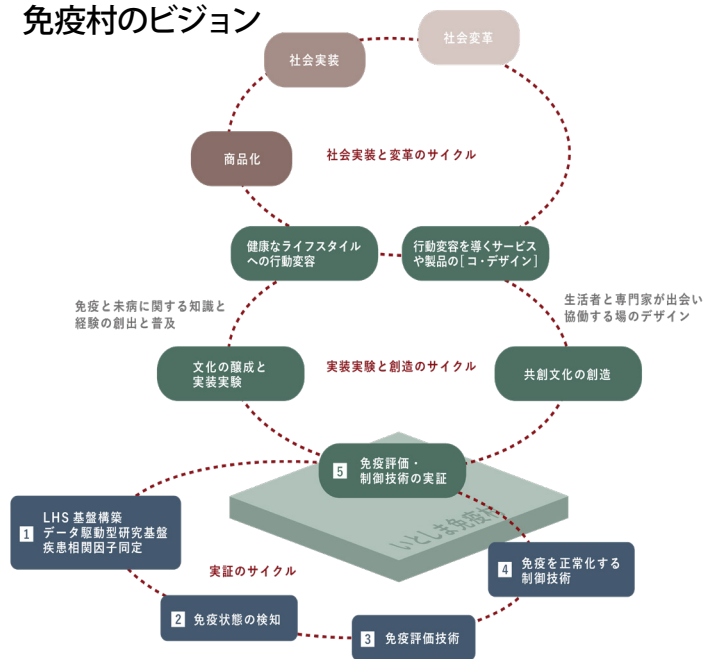 免疫村のビジョン
社会変革
社会実装
商品化
社会実装と変革のサイクル
健康なライフスタイル
への行動変容
行動変容を導くサービス
や製品の[コ・デザイン]
免疫と未病に関する知識と
経験の創出と普及
生活者と専門家が出会い
協働する場のデザイン
文化の醸成と
実装実験
実装実験と創造のサイクル
共創文化の創造
5 免疫評価・
制御技術の実証
いとしま免疫村
1 LHS 基盤構築
データ駆動型研究基盤
疾患相関因子同定
実証のサイクル
4 免疫を正常化する
制御技術
2 免疫状態の検知
3 免疫評価技術